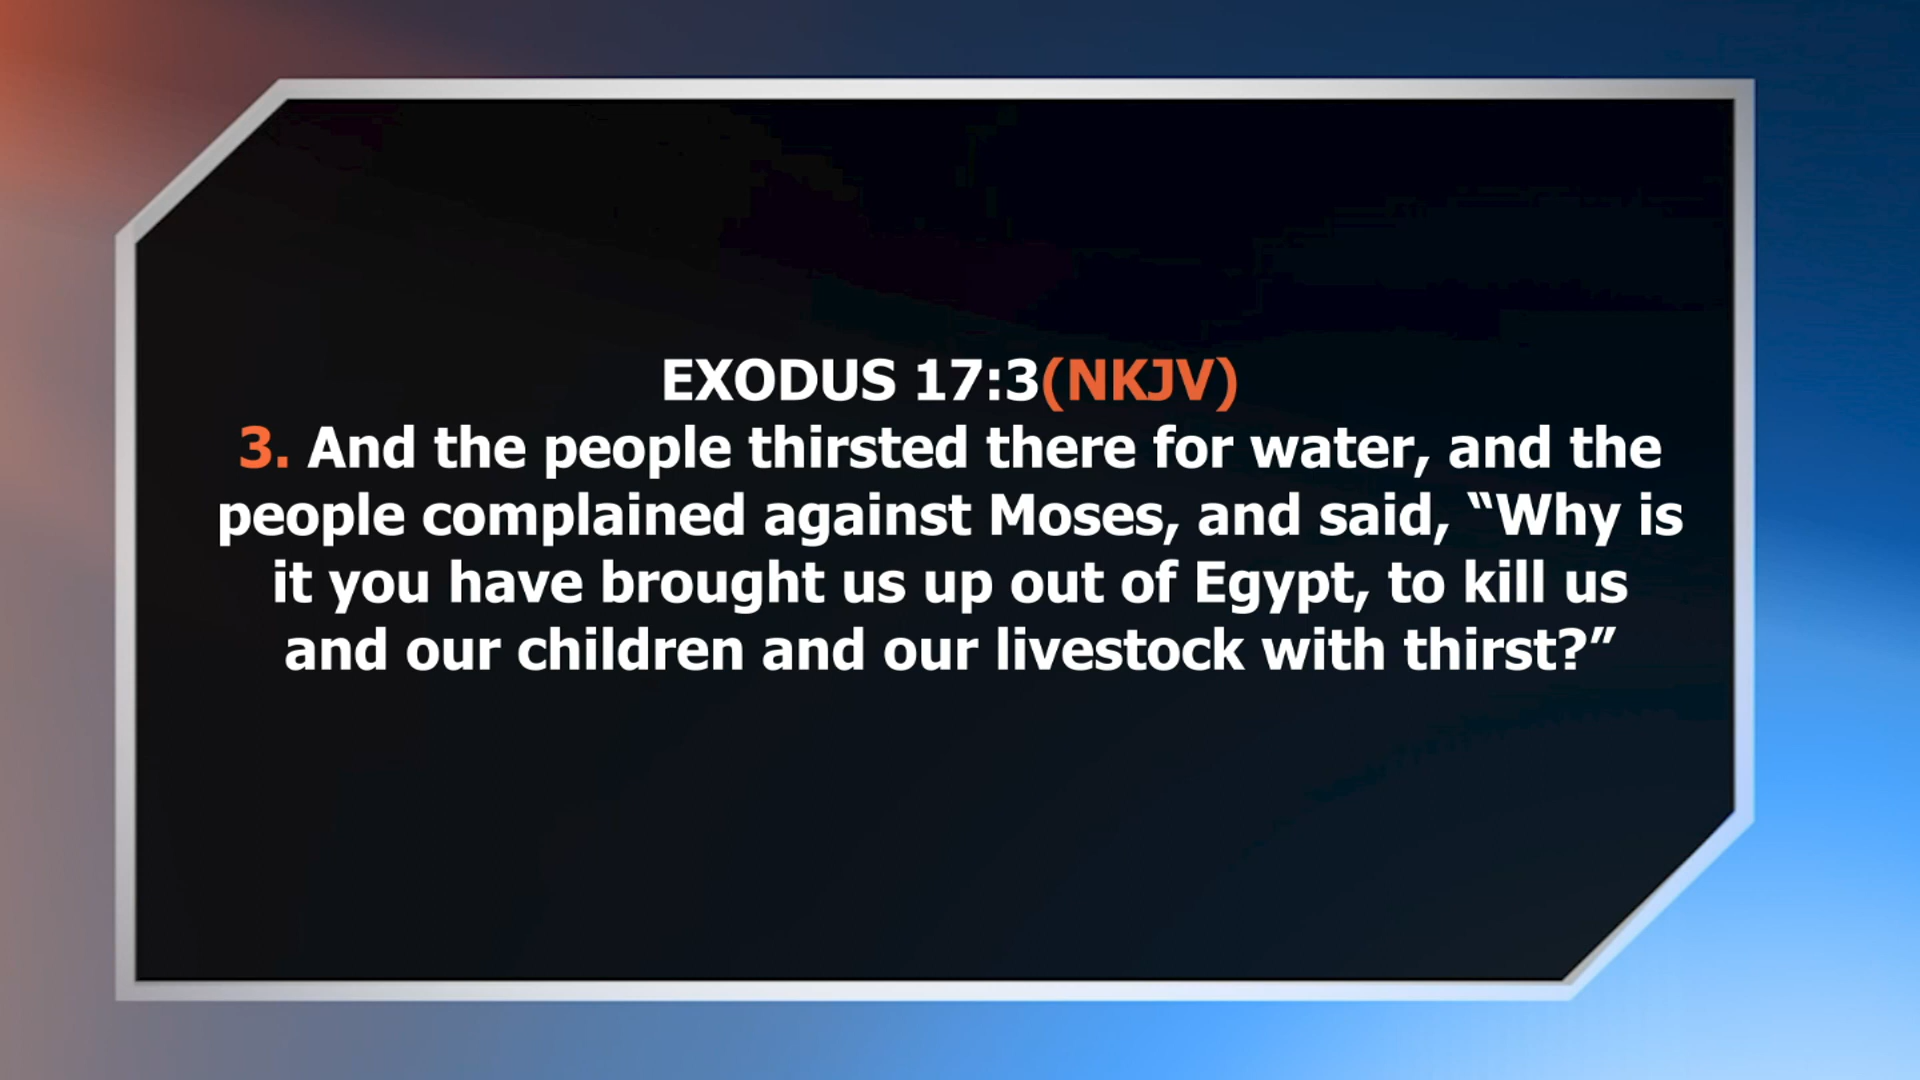 EXODUS 17:3(NKJV)
3. And the people thirsted there for water, and the
people complained against Moses, and said, “Why is
it you have brought us up out of Egypt, to kill us
and our children and our livestock with thirst?”